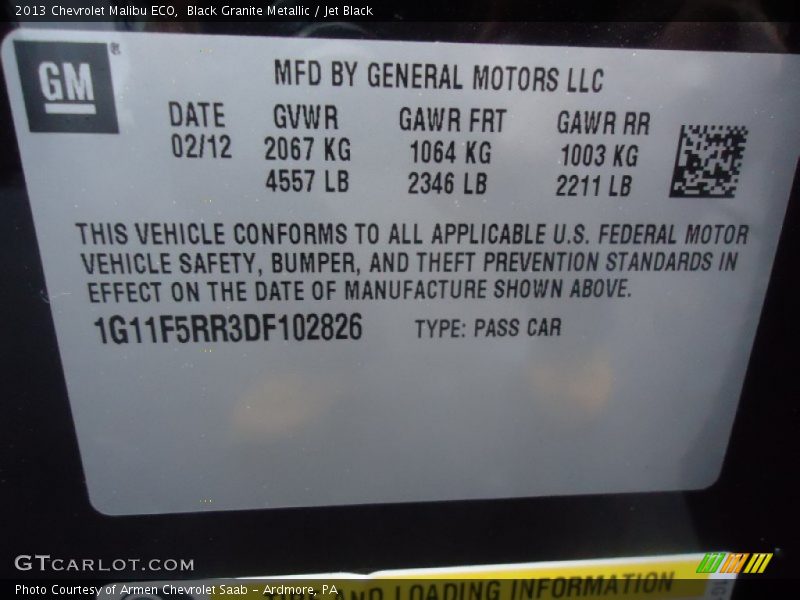 2013 Chevrolet Malibu ECO, Black Granite Metallic / Jet Black
GM®
MFD BY GENERAL MOTORS LLC
DATE GVWR GAWR FRT GAWR RR
02/12 2067 KG 1064 KG 1003 KG
4557 LB 2346 LB 2211 LB
THIS VEHICLE CONFORMS TO ALL APPLICABLE U.S. FEDERAL MOTOR
VEHICLE SAFETY, BUMPER, AND THEFT PREVENTION STANDARDS IN
EFFECT ON THE DATE OF MANUFACTURE SHOWN ABOVE.
1G11F5RR3DF102826 TYPE: PASS CAR
GTCARLOT.COM
AND LOADING INFORMATION
Photo Courtesy of Armen Chevrolet Saab - Ardmore, PA